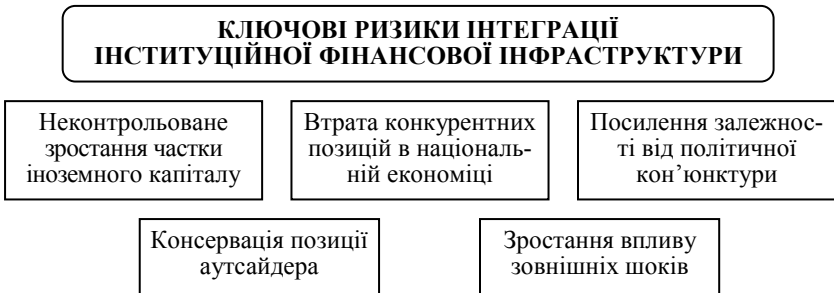 КЛЮЧОВІ РИЗИКИ ІНТЕГРАЦІЇ
ІНСТИТУЦІЙНОЇ ФІНАНСОВОЇ ІНФРАСТРУКТУРИ
Неконтрольоване
зростання частки
іноземного капіталу
Втрата конкурентних
позицій в національ-
ній економіці
Посилення залежнос-
ті від політичної
кон’юнктури
Консервація позиції
аутсайдера
Зростання впливу
зовнішніх шоків